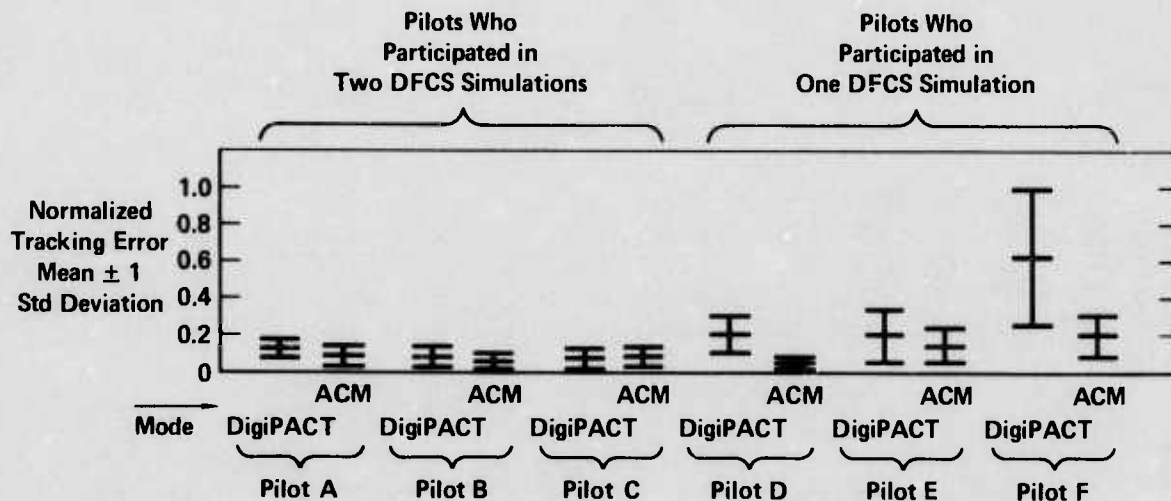 Pilots Who
Participated in
Two DFCS Simulations
Pilots Who
Participated in
One DFCS Simulation
Normalized
Tracking Error
Mean ± 1
Std Deviation
1.0
0.8
0.6
0.4
0.2
0
ACM ACM ACM ACM ACM ACM
Mode DigiPACT DigiPACT DigiPACT DigiPACT DigiPACT DigiPACT
Pilot A Pilot B Pilot C Pilot D Pilot E Pilot F